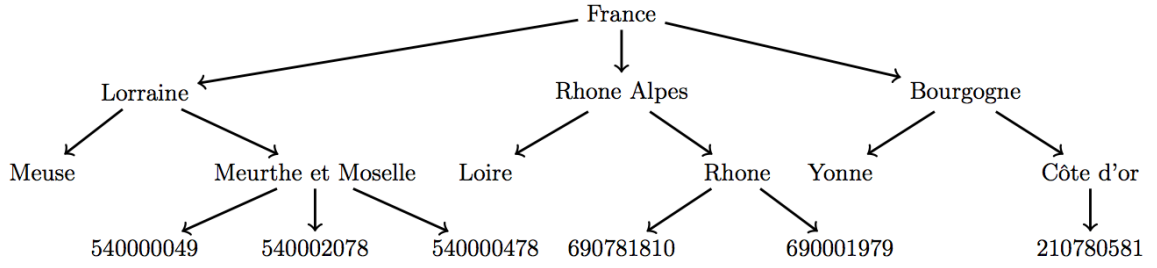 France
Lorraine Rhone Alpes Bourgogne
Meuse Meurthe et Moselle Loire Rhone Yonne Côte d'or
540000049 540002078 540000478 690781810 690001979 210780581